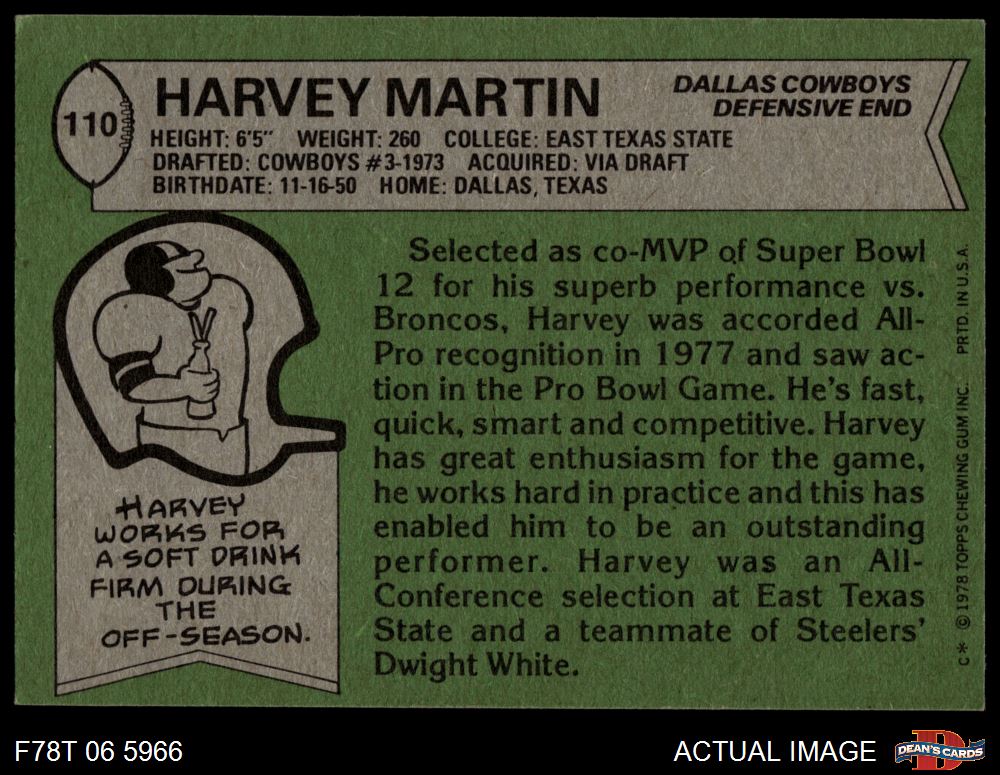 110
HARVEY MARTIN
DALLAS COWBOYS
DEFENSIVE END
HEIGHT: 6'5" WEIGHT: 260 COLLEGE: EAST TEXAS STATE
DRAFTED: COWBOYS #3-1973 ACQUIRED: VIA DRAFT
BIRTHDATE: 11-16-50 HOME: DALLAS, TEXAS
HARVEY
WORKS FOR
A SOFT DRINK
FIRM DURING
THE
OFF-SEASON.
Selected as co-MVP of Super Bowl
12 for his superb performance vs.
Broncos, Harvey was accorded All-
Pro recognition in 1977 and saw ac-
tion in the Pro Bowl Game. He's fast,
quick, smart and competitive. Harvey
has great enthusiasm for the game,
he works hard in practice and this has
enabled him to be an outstanding
performer. Harvey was an All-
Conference selection at East Texas
State and a teammate of Steelers'
Dwight White.
C* © 1978 TOPPS CHEWING GUM INC. PRTD. IN U.S.A.
F78T 06 5966
ACTUAL IMAGE
D
DEAN'S CARDS